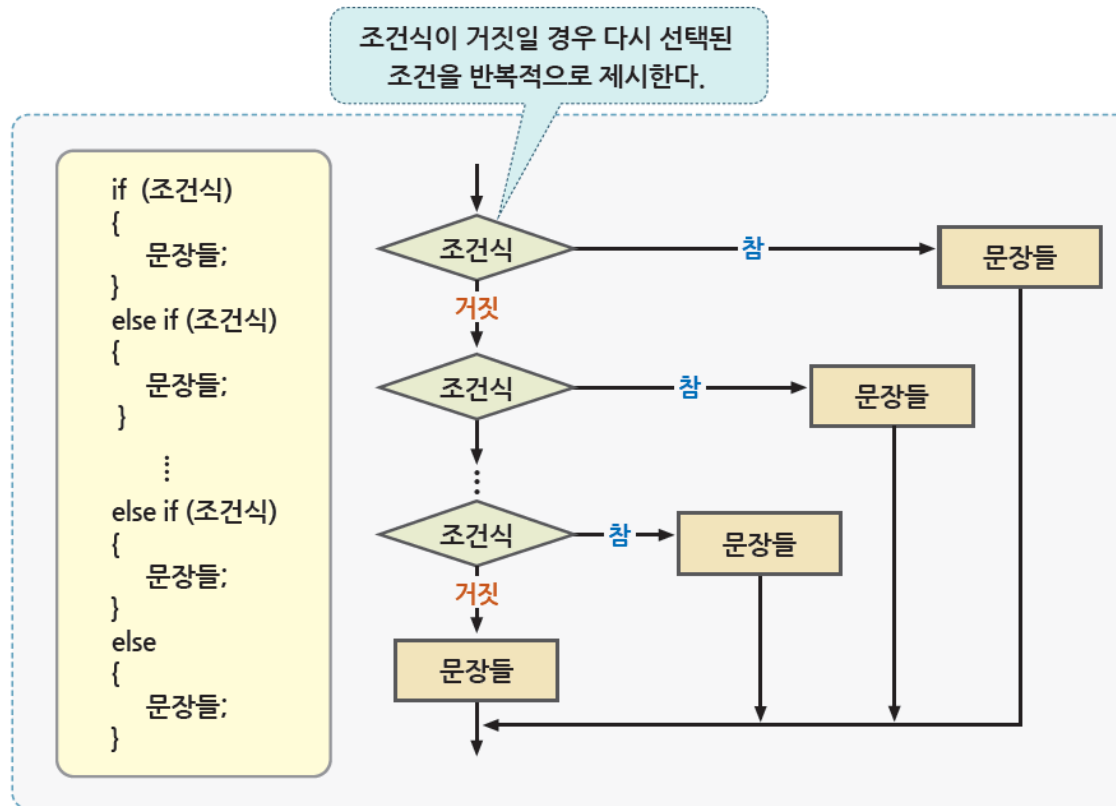 조건식이 거짓일 경우 다시 선택된
조건을 반복적으로 제시한다.
if (조건식)
{
문장들;
}
else if (조건식)
{
문장들;
}
⋮
else if (조건식)
{
문장들;
}
else
{
문장들;
}
조건식
참
문장들
거짓
조건식
참
문장들
⋮
조건식
참
문장들
거짓
문장들